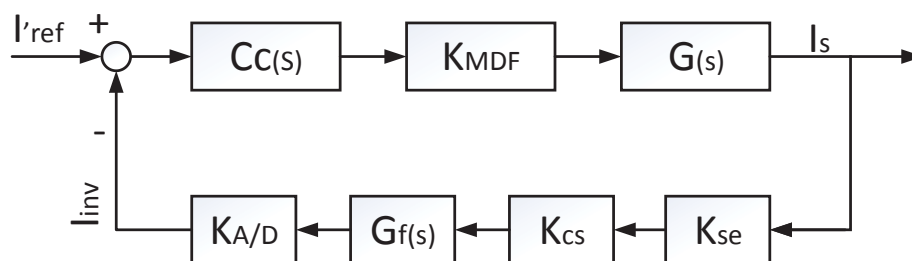 I'ref
+
Cc(S)
KMDF
G(s)
Is
-
Iinv
KA/D
Gf(s)
Kcs
Kse